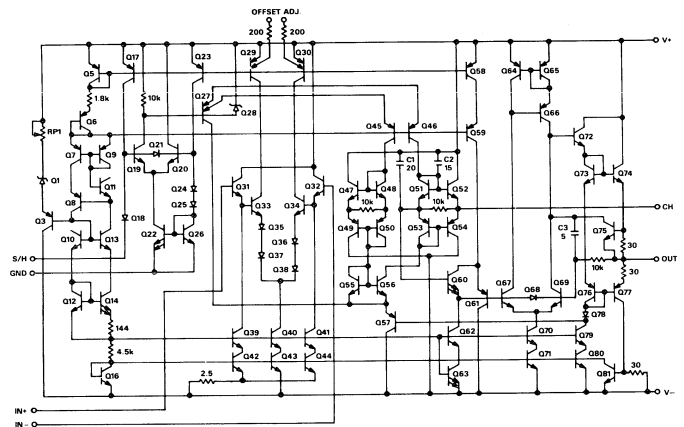 OFFSET ADJ.
200 200
V+
Q5 Q17 Q23 Q29 Q30 Q58 Q64 Q65
1.8k 10k Q27 Q28
Q6 Q66
RP1 Q45 Q46 Q59 Q72
Q7 Q9 Q21 C1 20 C2 15
Q19 Q20
Q1 Q11 Q24 Q31 Q33 Q34 Q32 Q47 Q48 Q51 Q52 Q73 Q74
Q8 Q25 10k 10k CH
Q3 Q18 Q35 Q49 Q50 Q53 Q54 Q75
Q10 Q13 Q22 Q26 Q36 C3 5 30
S/H Q37 10k OUT
GND Q38 Q55 Q56 Q60 Q67 Q68 Q69 30
Q12 Q14 Q61 Q76 Q77
Q57 Q78
144 Q39 Q40 Q41 Q62 Q70 Q79
4.5k Q42 Q43 Q44 Q71 Q80
Q16 2.5 Q63 Q81 30
V−
IN+
IN−